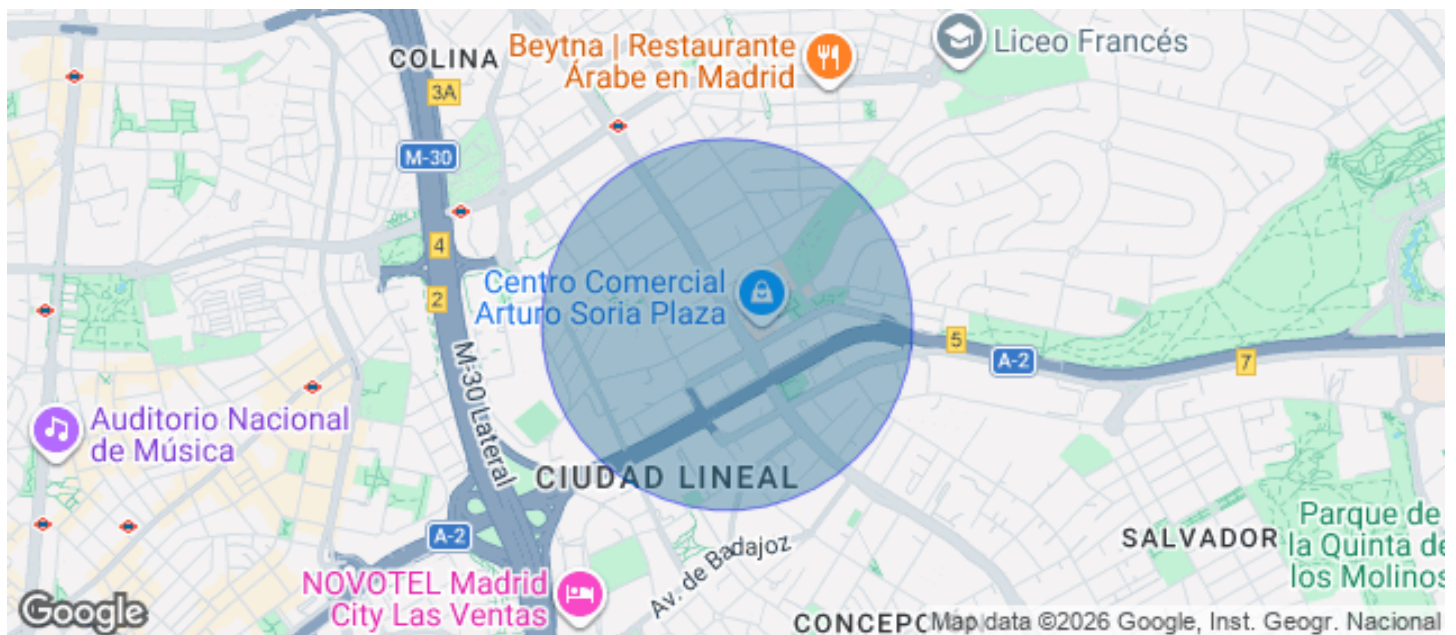 COLINA
Beytna | Restaurante
Árabe en Madrid
Liceo Francés
3A
M-30
4
2
Centro Comercial
Arturo Soria Plaza
5
A-2
7
M-30 Lateral
Auditorio Nacional
de Música
CIUDAD LINEAL
A-2
SALVADOR
Parque de
la Quinta de
los Molinos
Av. de Badajoz
NOVOTEL Madrid
City Las Ventas
Google
Map data ©2026 Google, Inst. Geogr. Nacional